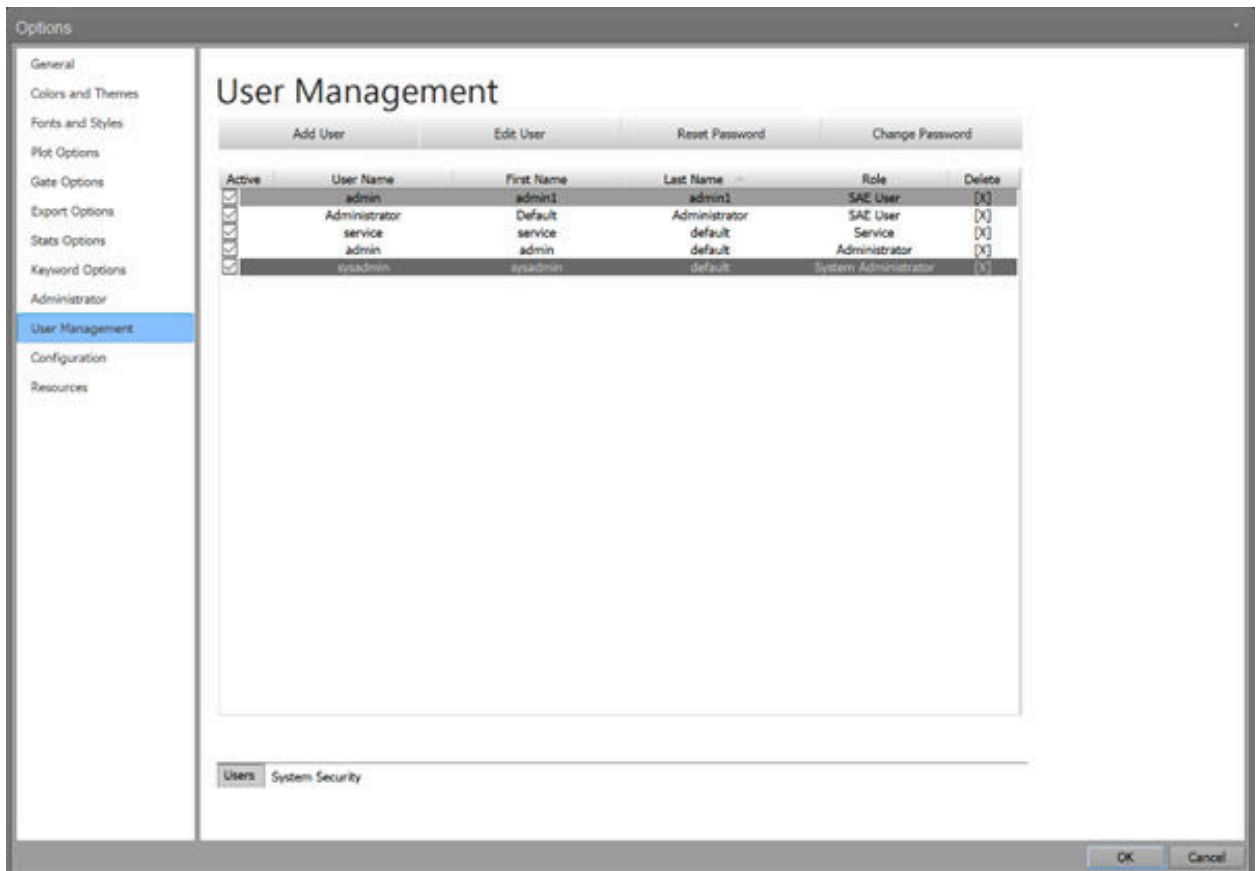 Options
General
Colors and Themes
Fonts and Styles
Plot Options
Gate Options
Export Options
Stats Options
Keyword Options
Administrator
User Management
Configuration
Resources
User Management
Add User Edit User Reset Password Change Password
Active User Name First Name Last Name Role Delete
admin admin1 admin1 SAE User [X]
Administrator Default Administrator SAE User [X]
service service default Service [X]
admin admin default Administrator [X]
sysadmin sysadmin default System Administrator [X]
Users System Security
OK Cancel